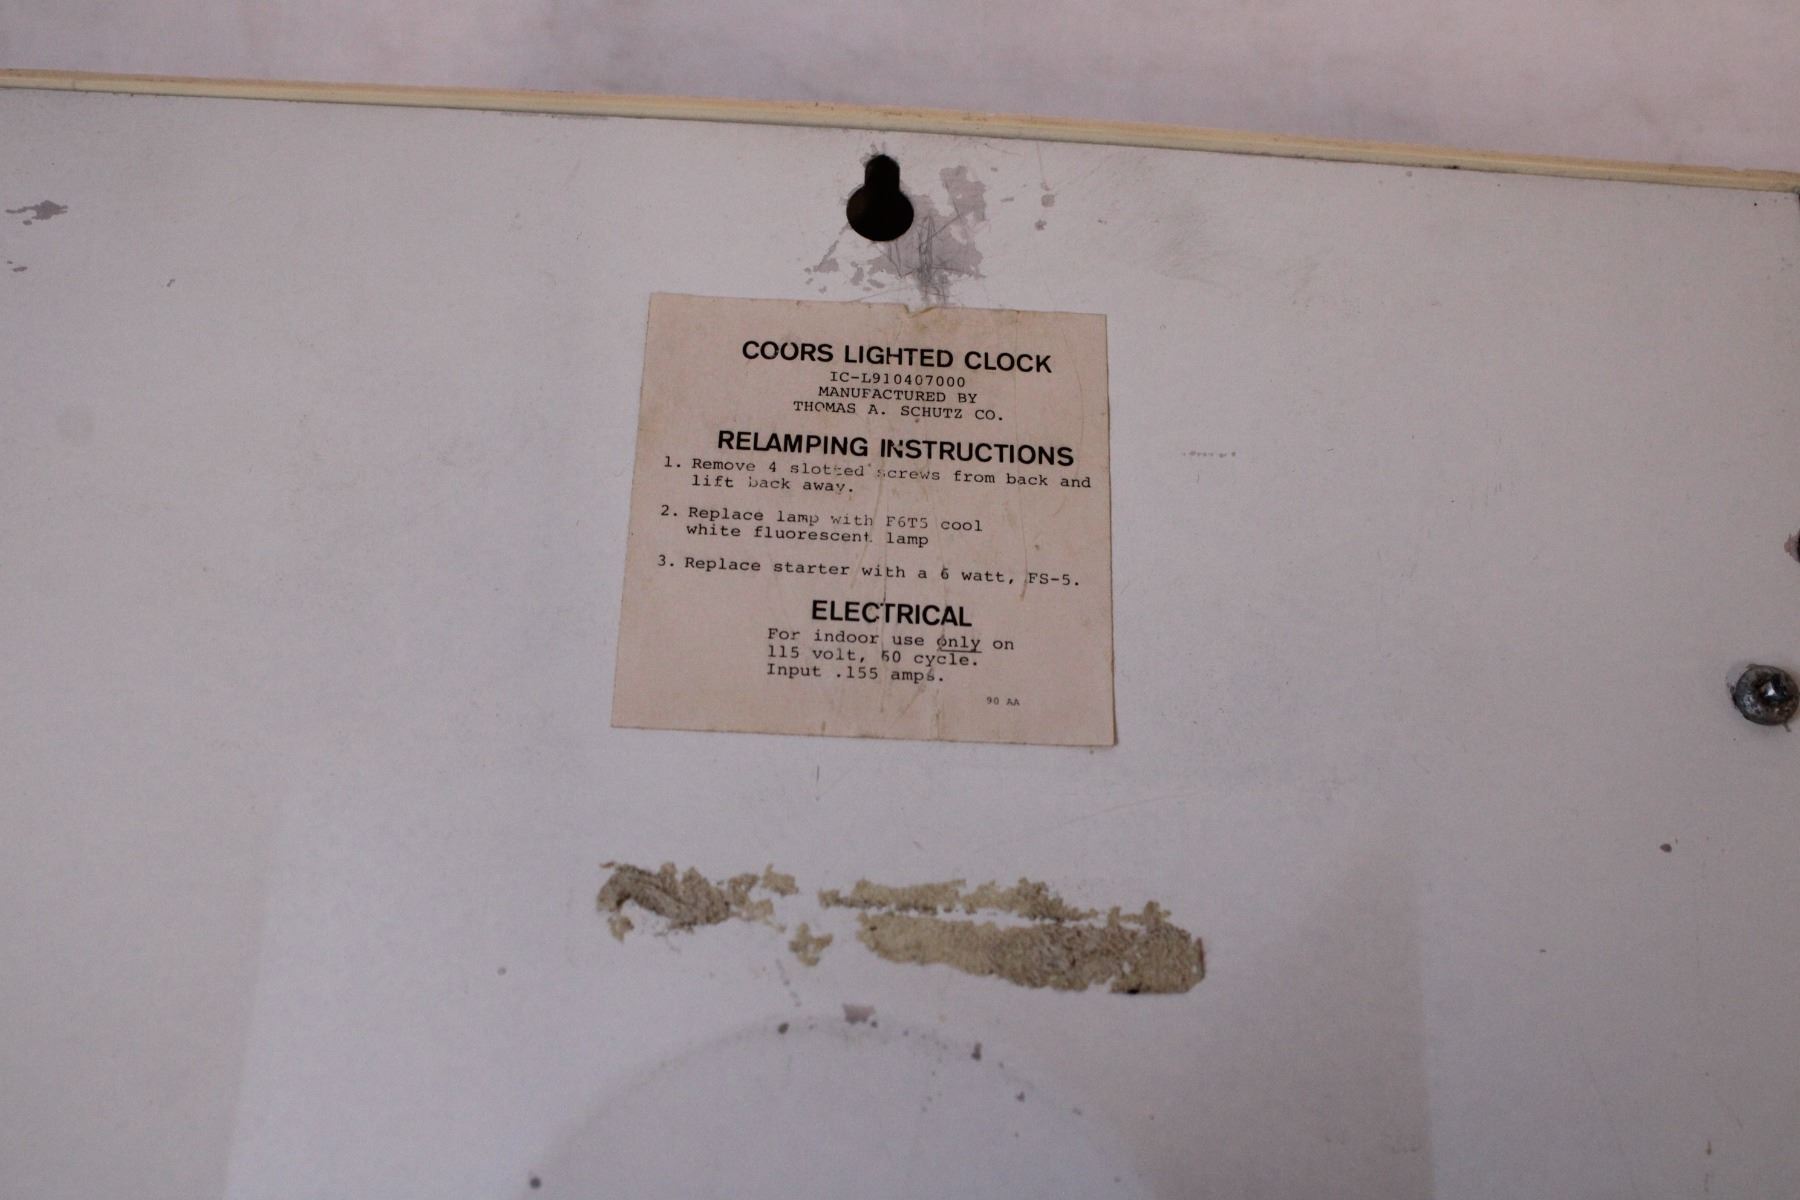 COORS LIGHTED CLOCK
IC-L910407000
MANUFACTURED BY
THOMAS A. SCHUTZ CO.
RELAMPING INSTRUCTIONS
1. Remove 4 slotted screws from back and
lift back away.
2. Replace lamp with F6T5 cool
white fluorescent lamp
3. Replace starter with a 6 watt, FS-5.
ELECTRICAL
For indoor use only on
115 volt, 60 cycle.
Input .155 amps.
90 AA